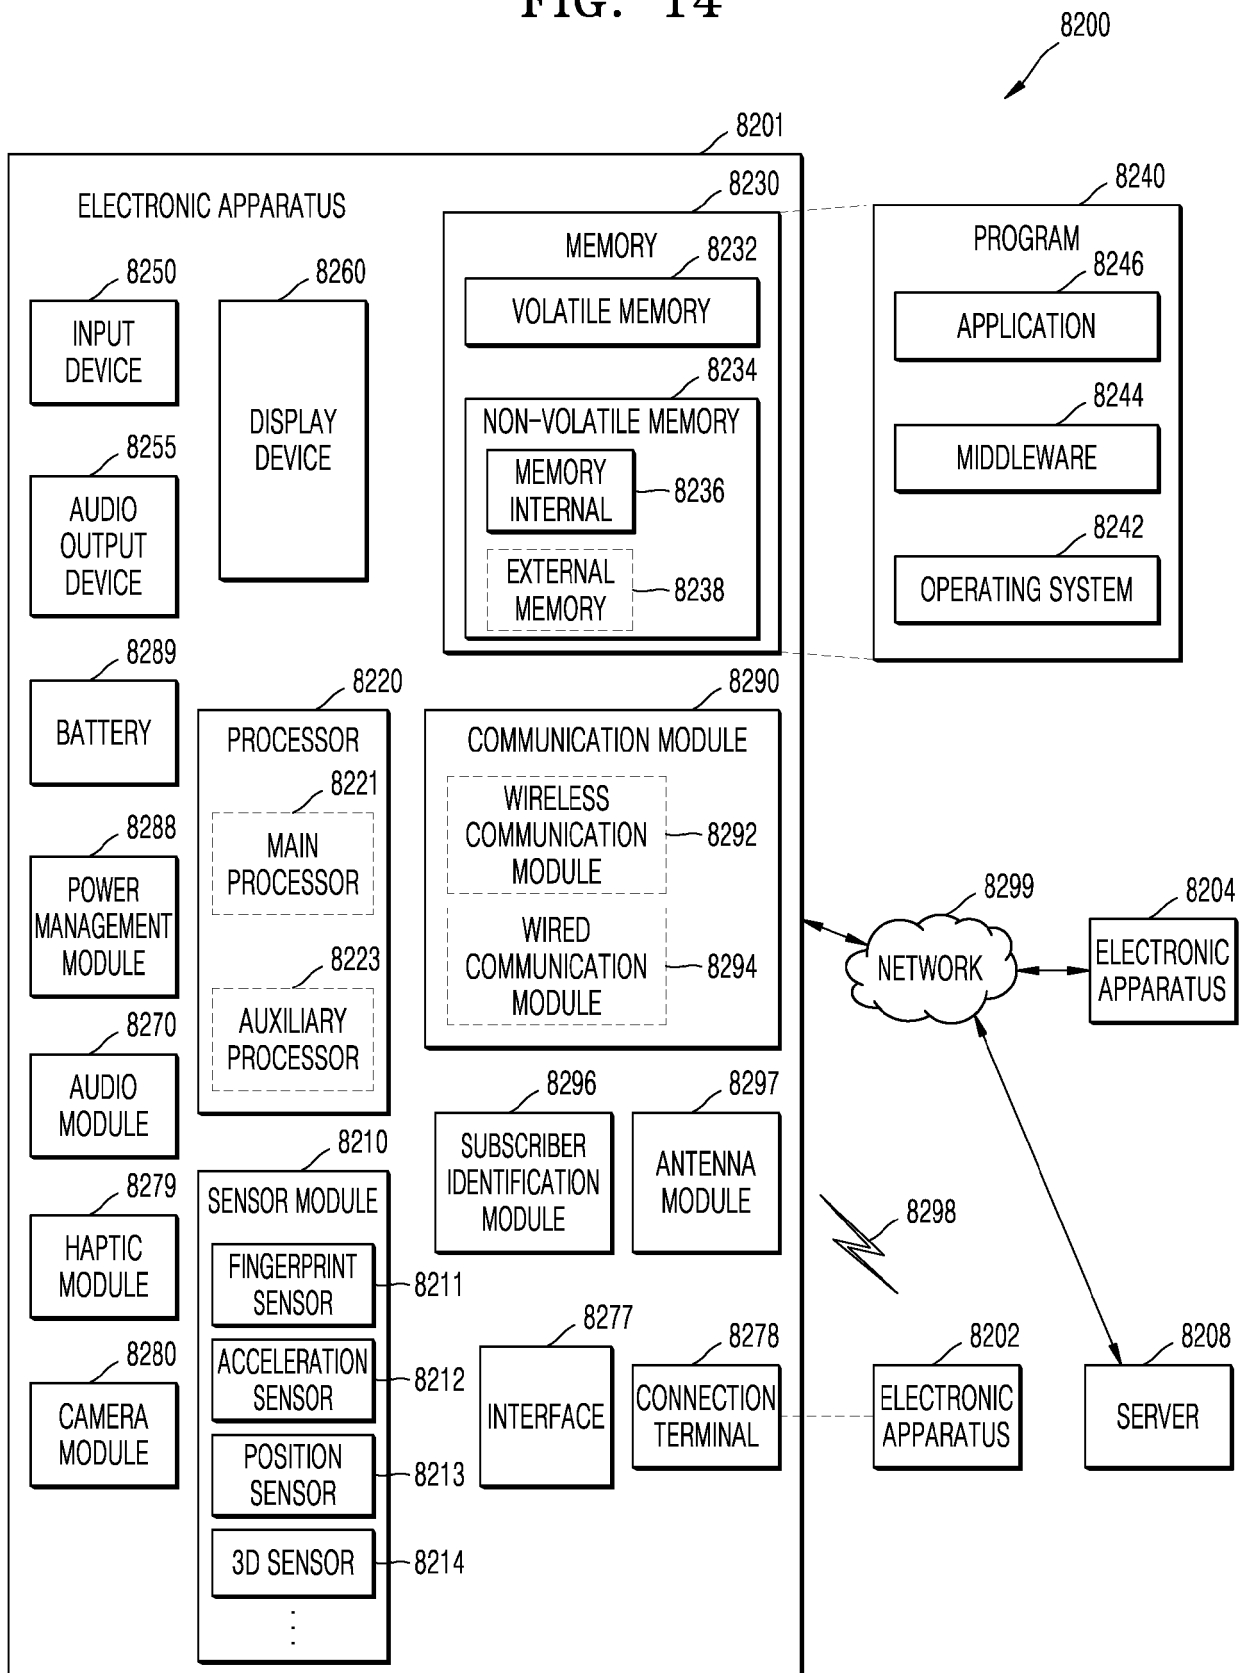 FIG. 14
8200
8201
ELECTRONIC APPARATUS
8250
INPUT
DEVICE
8260
DISPLAY
DEVICE
8255
AUDIO
OUTPUT
DEVICE
8230
MEMORY
8232
VOLATILE MEMORY
8234
NON-VOLATILE MEMORY
MEMORY
INTERNAL
8236
EXTERNAL
MEMORY
8238
8240
PROGRAM
8246
APPLICATION
8244
MIDDLEWARE
8242
OPERATING SYSTEM
8289
BATTERY
8288
POWER
MANAGEMENT
MODULE
8270
AUDIO
MODULE
8279
HAPTIC
MODULE
8280
CAMERA
MODULE
8220
PROCESSOR
8221
MAIN
PROCESSOR
8223
AUXILIARY
PROCESSOR
8210
SENSOR MODULE
FINGERPRINT
SENSOR
8211
ACCELERATION
SENSOR
8212
POSITION
SENSOR
8213
3D SENSOR
8214
8290
COMMUNICATION MODULE
WIRELESS
COMMUNICATION
MODULE
8292
WIRED
COMMUNICATION
MODULE
8294
8296
SUBSCRIBER
IDENTIFICATION
MODULE
8297
ANTENNA
MODULE
8277
INTERFACE
8278
CONNECTION
TERMINAL
8299
NETWORK
8204
ELECTRONIC
APPARATUS
8298
8202
ELECTRONIC
APPARATUS
8208
SERVER